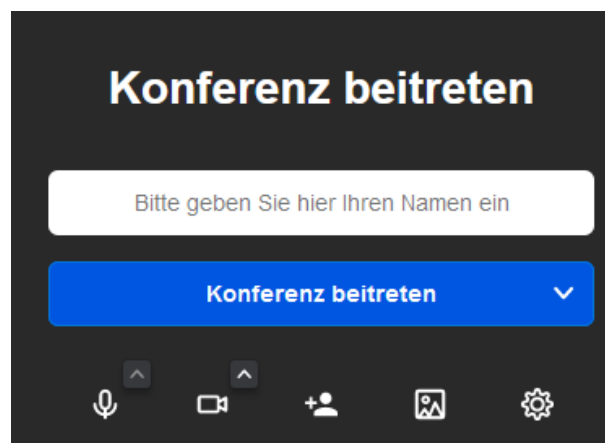 Konferenz beitreten
Bitte geben Sie hier Ihren Namen ein
Konferenz beitreten